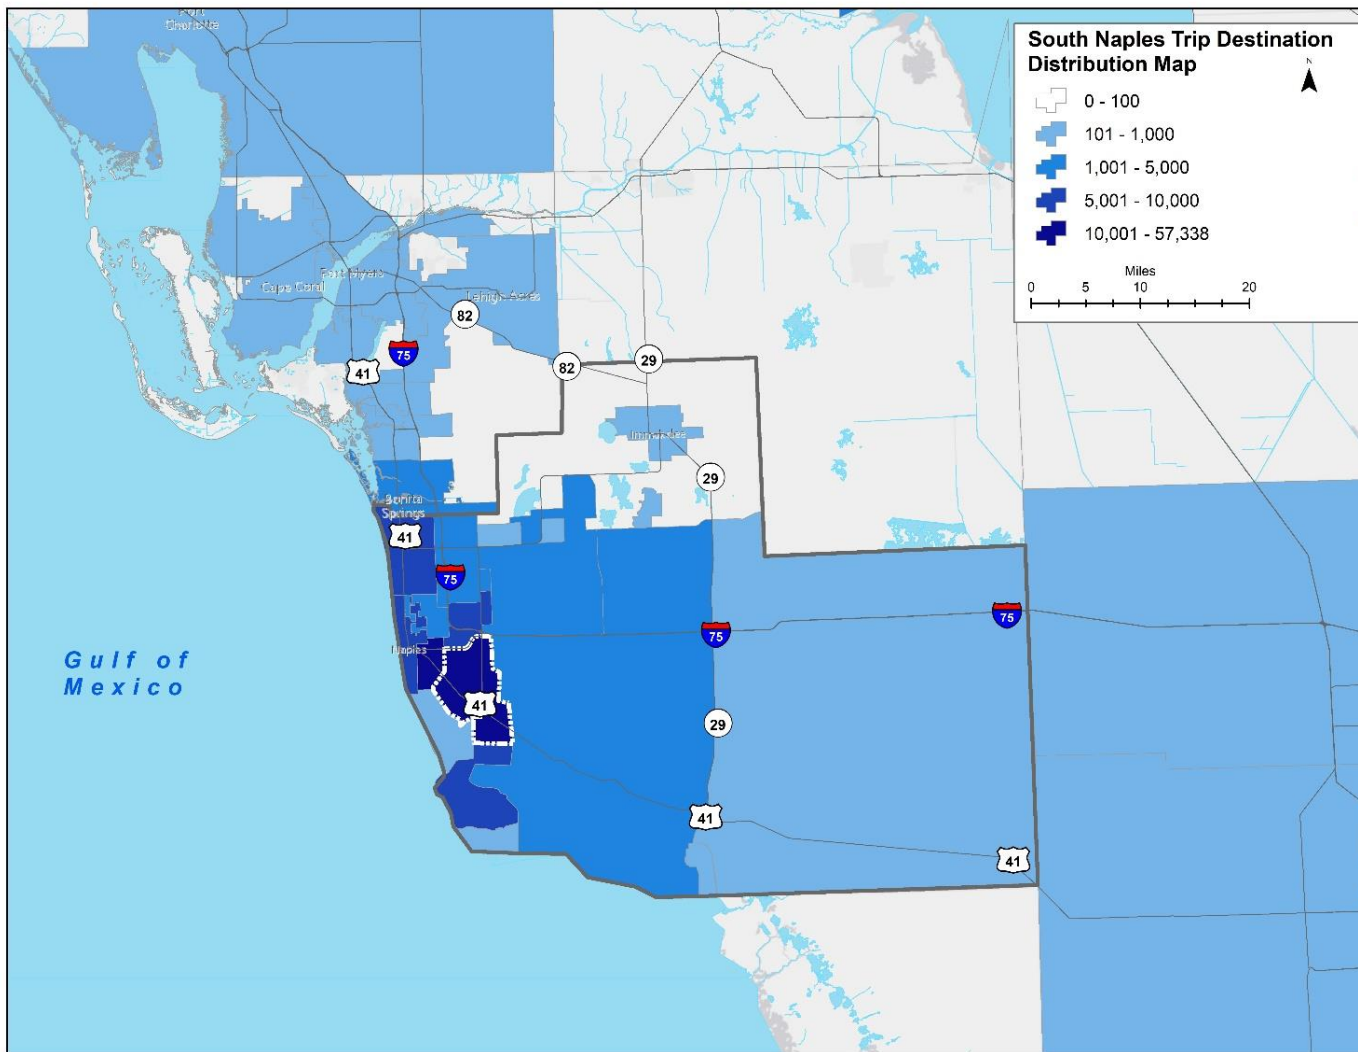 Port
Charlotte
South Naples Trip Destination
Distribution Map
N
0 - 100
101 - 1,000
1,001 - 5,000
5,001 - 10,000
10,001 - 57,338
Miles
0 5 10 20
Fort Myers
Cape Coral
Lehigh Acres
82
75
41
82
29
Immokalee
29
Bonita
Springs
41
75
75
75
Naples
Gulf of
Mexico
41
29
41
41